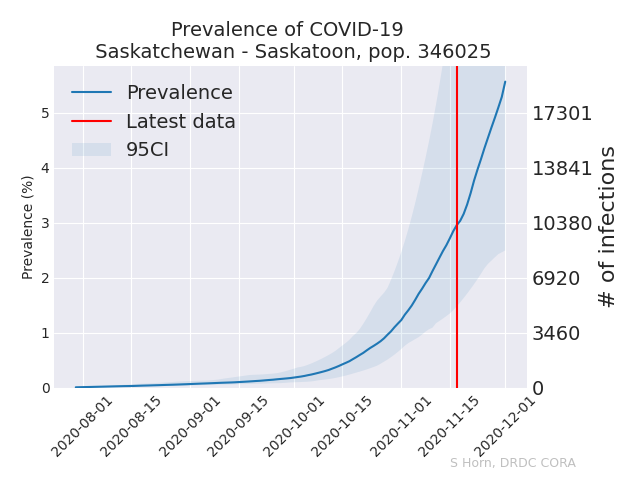 Prevalence of COVID-19
Saskatchewan - Saskatoon, pop. 346025
Prevalence
Latest data
95CI
Prevalence (%)
5
4
3
2
1
0
17301
13841
10380
6920
3460
0
# of infections
2020-08-01
2020-08-15
2020-09-01
2020-09-15
2020-10-01
2020-10-15
2020-11-01
2020-11-15
2020-12-01
S Horn, DRDC CORA